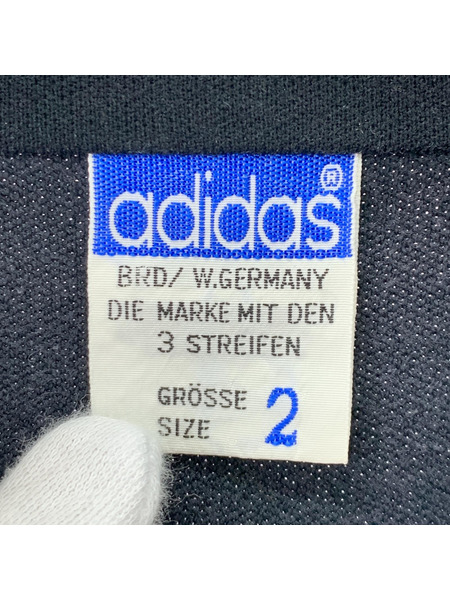 adidas®
BRD/ W.GERMANY
DIE MARKE MIT DEN
3 STREIFEN
GRÖSSE
SIZE 2